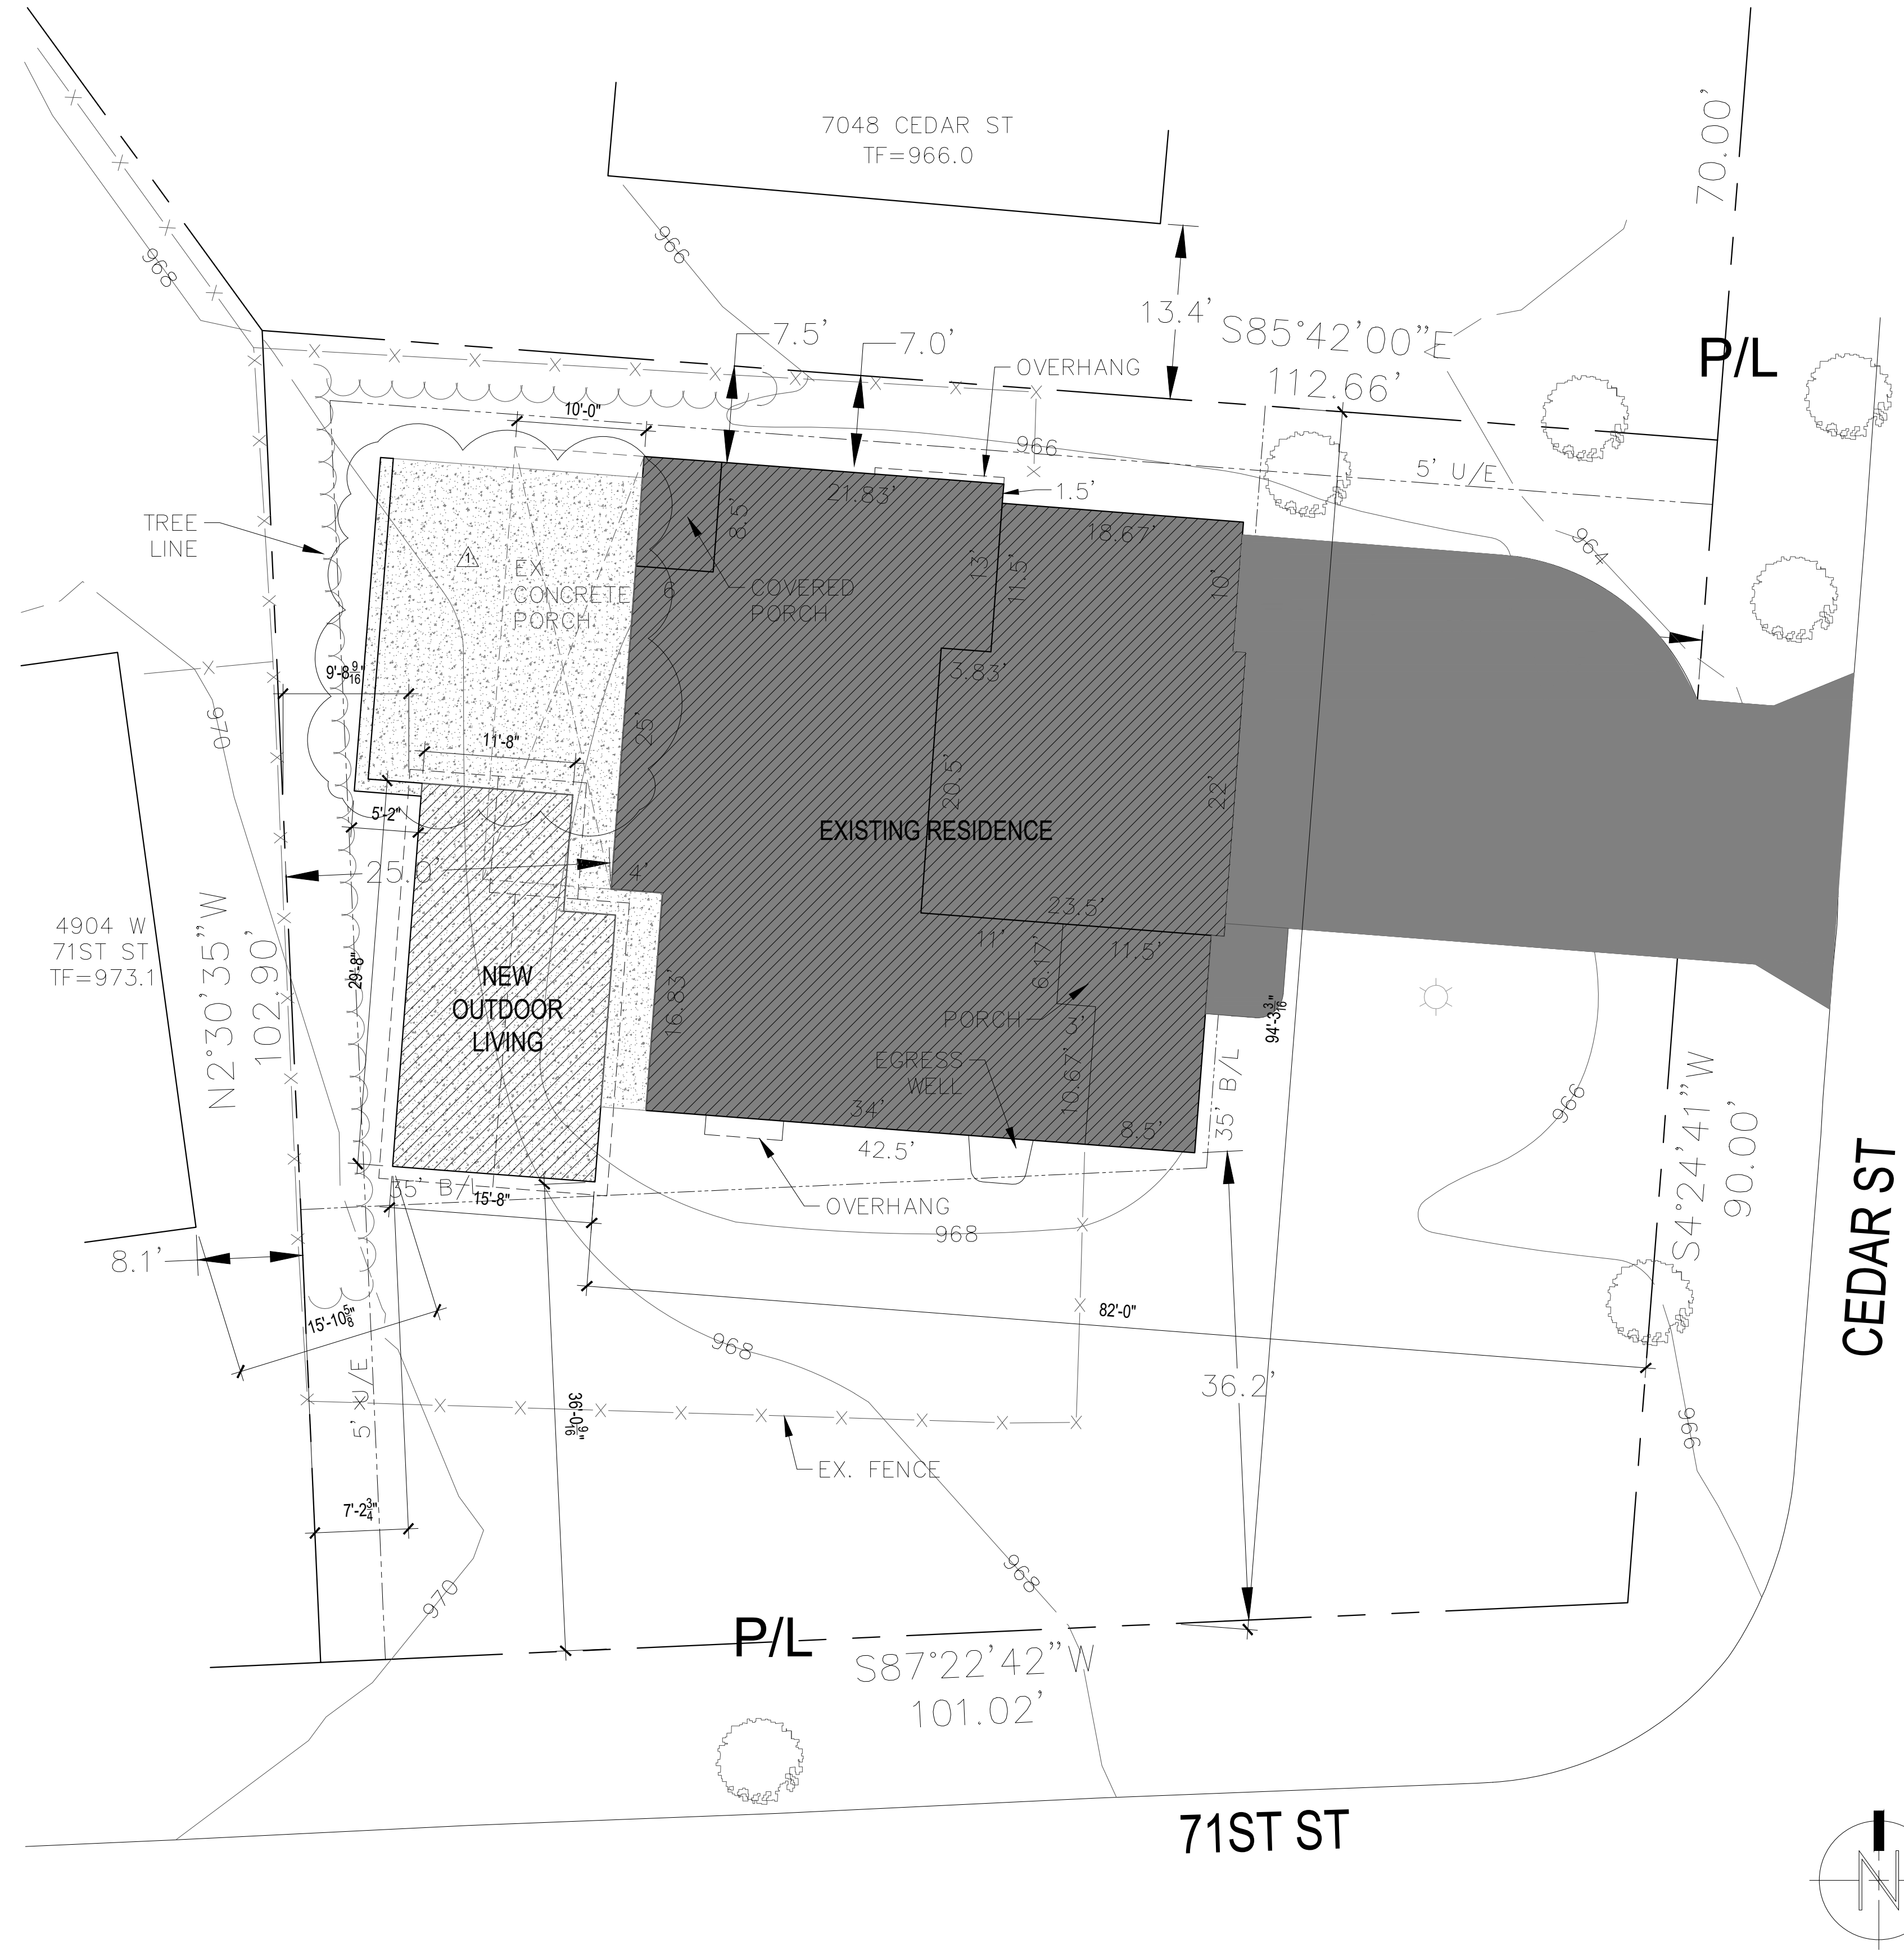 7048 CEDAR ST
TF=966.0
70.00'
968
966
13.4'
S85°42'00"E
112.66'
P/L
7.5'
7.0'
OVERHANG
10'-0"
966
5' U/E
1.5'
21.83'
8.5'
18.67'
TREE
LINE
1
EX.
CONCRETE
PORCH
6
COVERED
PORCH
13'
11.5'
10'
964
9'-8 9/16"
3.83'
970
25'
11'-8"
20.5'
22'
5'-2"
EXISTING RESIDENCE
25.0'
4'
23.5'
11'
11.5'
6.17'
4904 W
71ST ST
TF=973.1
N2°30'35"W
102.90'
29'-8"
NEW
OUTDOOR
LIVING
16.83'
PORCH
3'
94'-3 3/16"
EGRESS
WELL
10.67'
35' B/L
34'
8.5'
42.5'
966
S4°24'41"W
90.00'
35' B/L
15'-8"
OVERHANG
968
CEDAR ST
8.1'
15'-10 5/8"
82'-0"
968
5' U/E
36'-0 9/16"
36.2'
966
EX. FENCE
7'-2 3/4"
970
968
P/L
S87°22'42"W
101.02'
71ST ST
N